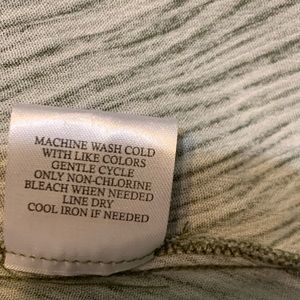 MACHINE WASH COLD
WITH LIKE COLORS
GENTLE CYCLE
ONLY NON-CHLORINE
BLEACH WHEN NEEDED
LINE DRY
COOL IRON IF NEEDED